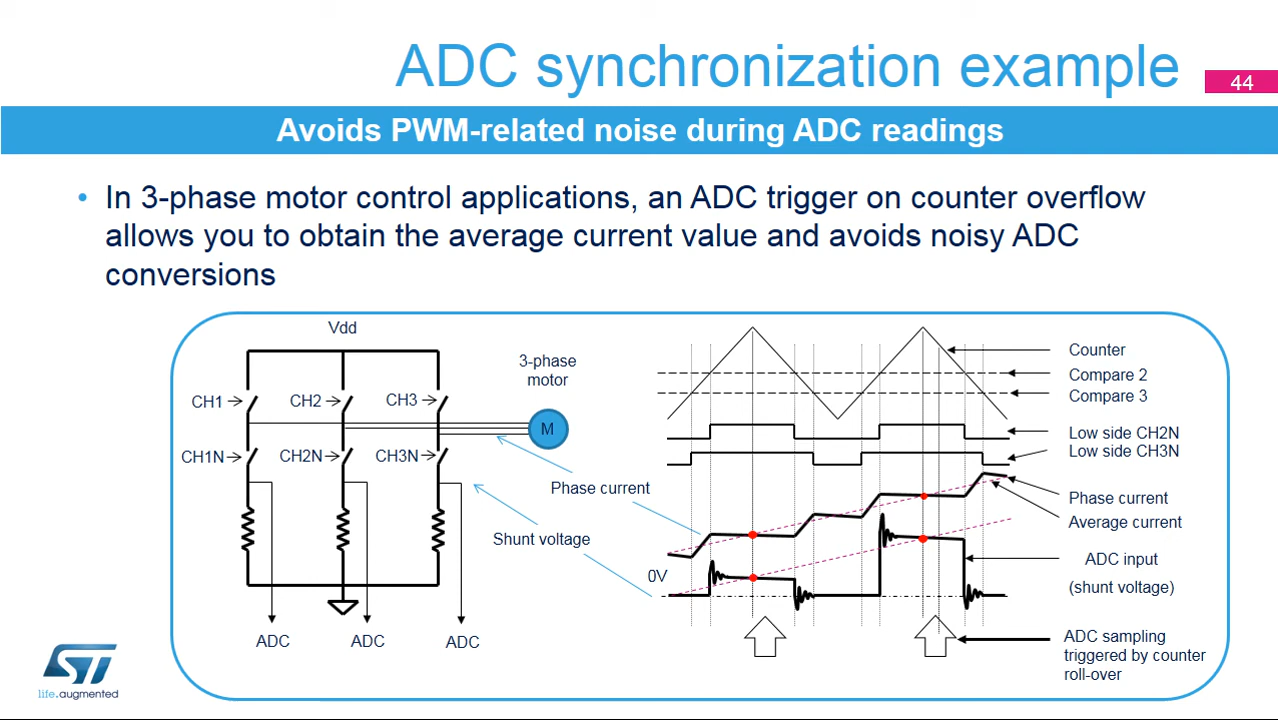 ADC synchronization example
44
Avoids PWM-related noise during ADC readings
• In 3-phase motor control applications, an ADC trigger on counter overflow
allows you to obtain the average current value and avoids noisy ADC
conversions
Vdd
3-phase
motor
CH1
CH2
CH3
M
CH1N
CH2N
CH3N
Phase current
Shunt voltage
ADC
ADC
ADC
0V
Counter
Compare 2
Compare 3
Low side CH2N
Low side CH3N
Phase current
Average current
ADC input
(shunt voltage)
ADC sampling
triggered by counter
roll-over
ST
life.augmented